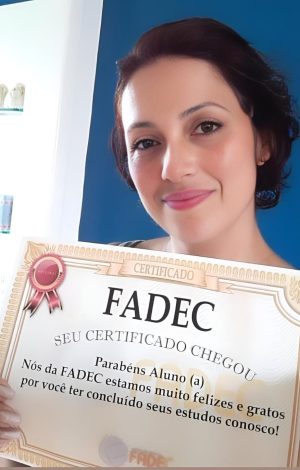 CERTIFICADO
FADEC
SEU CERTIFICADO CHEGOU
Parabéns Aluno (a)
Nós da FADEC estamos muito felizes e gratos
por você ter concluído seus estudos conosco!
FADEC